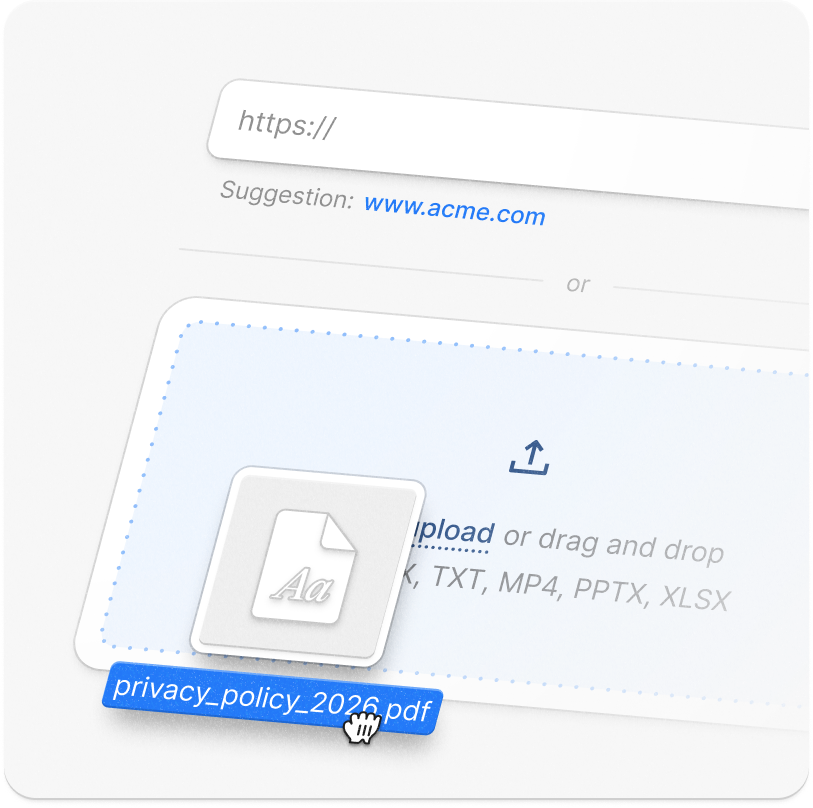 https://
Suggestion: www.acme.com
or
upload or drag and drop
X, TXT, MP4, PPTX, XLSX
Aa
privacy_policy_2026.pdf